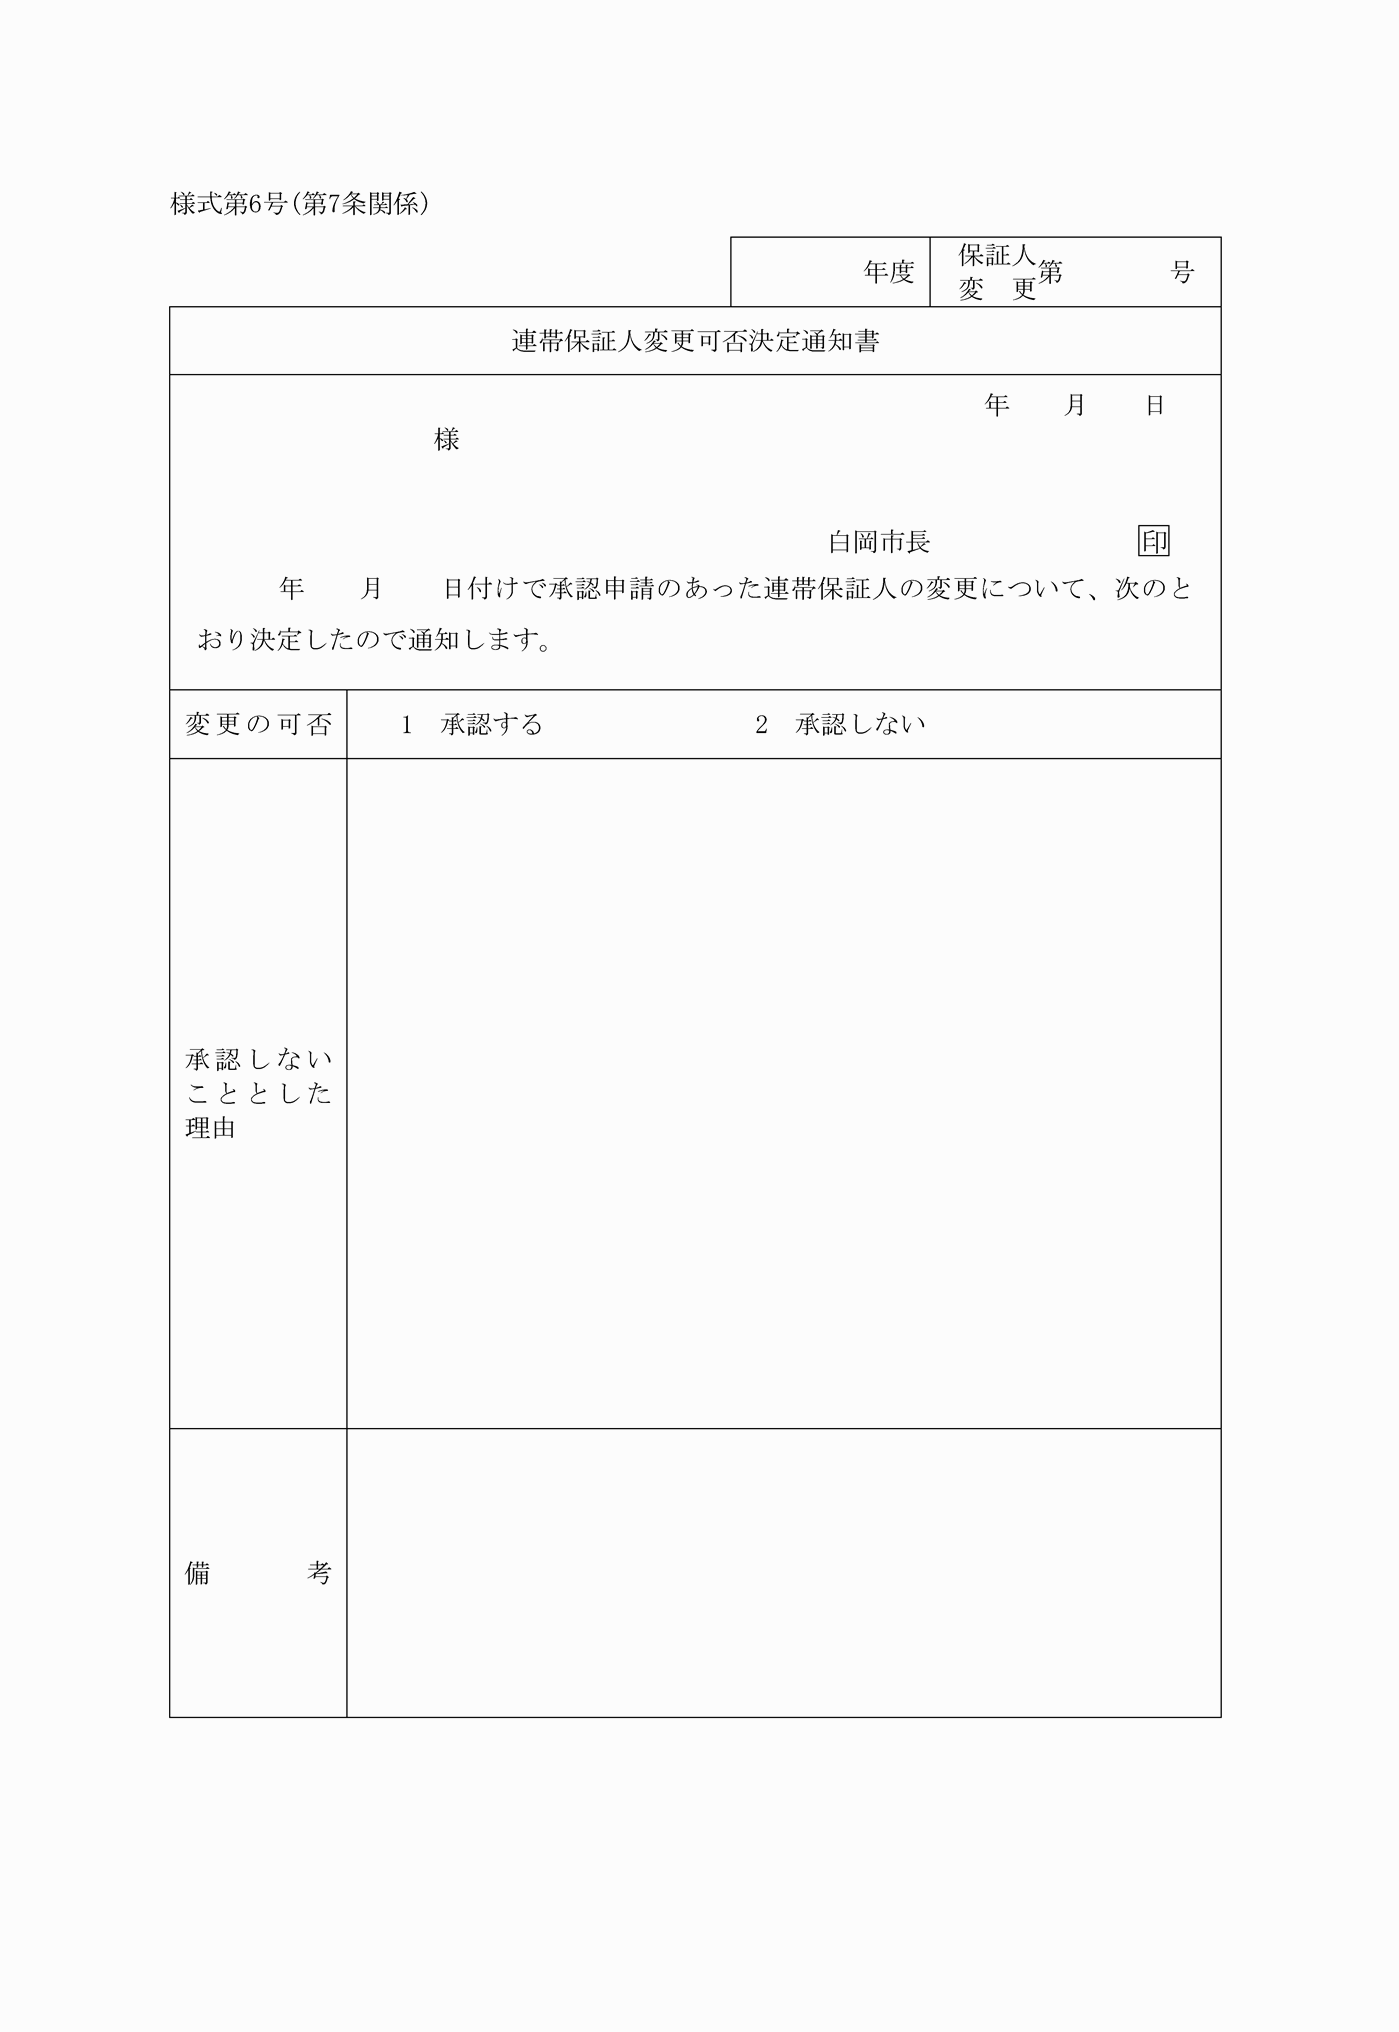 様式第6号(第7条関係)
年度　保証人変更第　　　　号
連帯保証人変更可否決定通知書
年　　月　　日
様
白岡市長　　　　　　　　印
年　　月　　日付けで承認申請のあった連帯保証人の変更について、次のと
おり決定したので通知します。
変更の可否　1　承認する　　　　　　　　2　承認しない
承認しない
こととした
理由
備　　　考